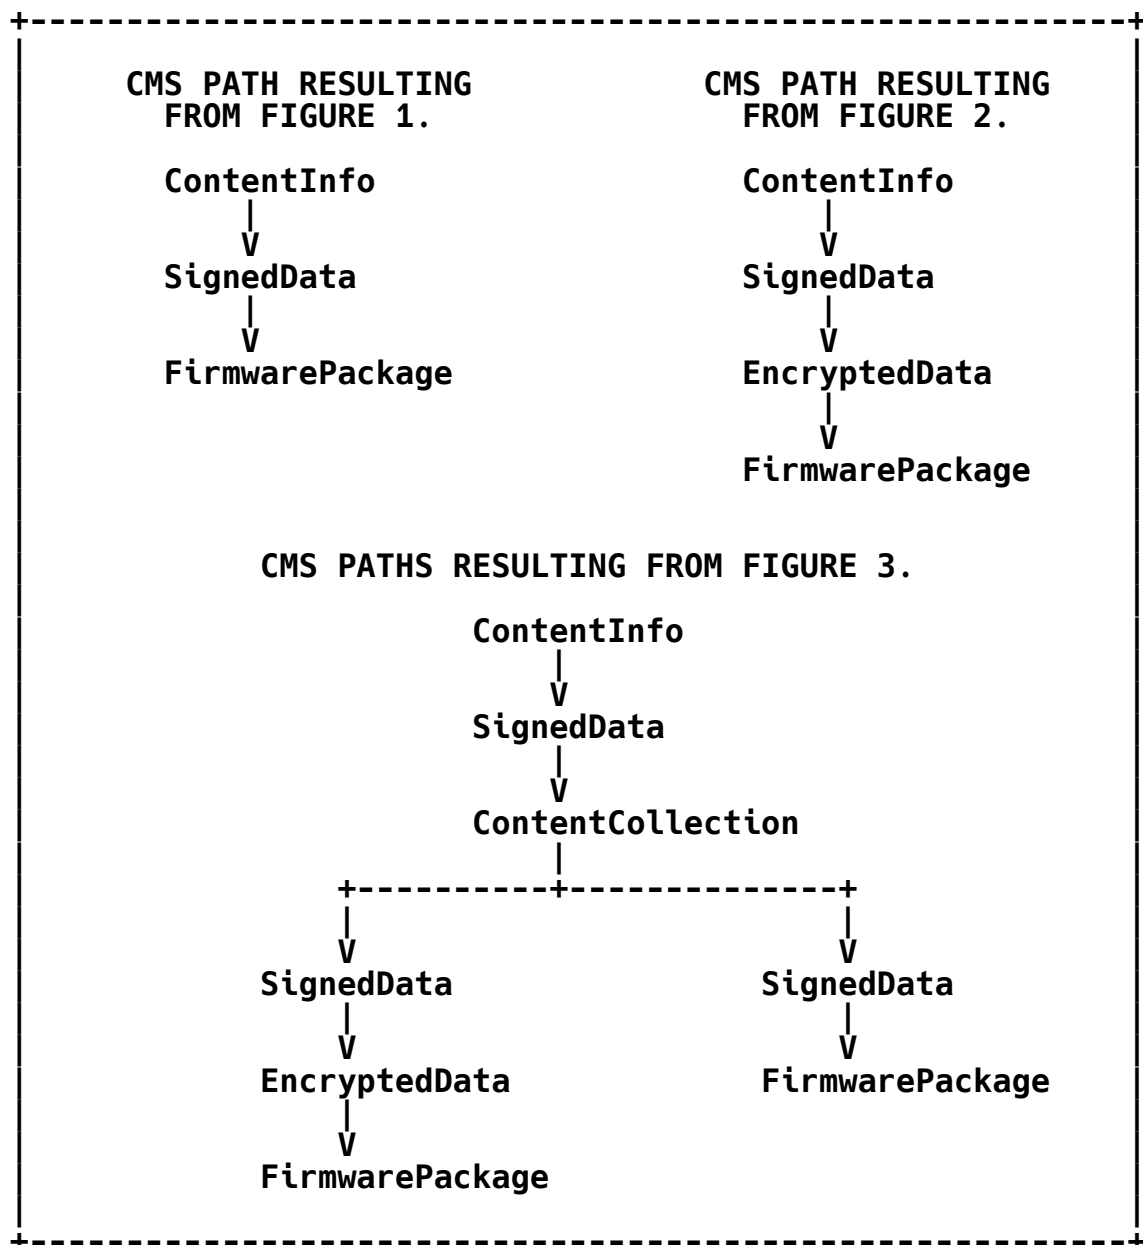 +---------------------------------------------------------+
CMS PATH RESULTING CMS PATH RESULTING
FROM FIGURE 1. FROM FIGURE 2.
ContentInfo ContentInfo
| |
V V
SignedData SignedData
| |
V V
FirmwarePackage EncryptedData
|
V
FirmwarePackage
CMS PATHS RESULTING FROM FIGURE 3.
ContentInfo
|
V
SignedData
|
V
ContentCollection
|
+----------+--------------+
| |
V V
SignedData SignedData
| |
V V
EncryptedData FirmwarePackage
|
V
FirmwarePackage
+---------------------------------------------------------+